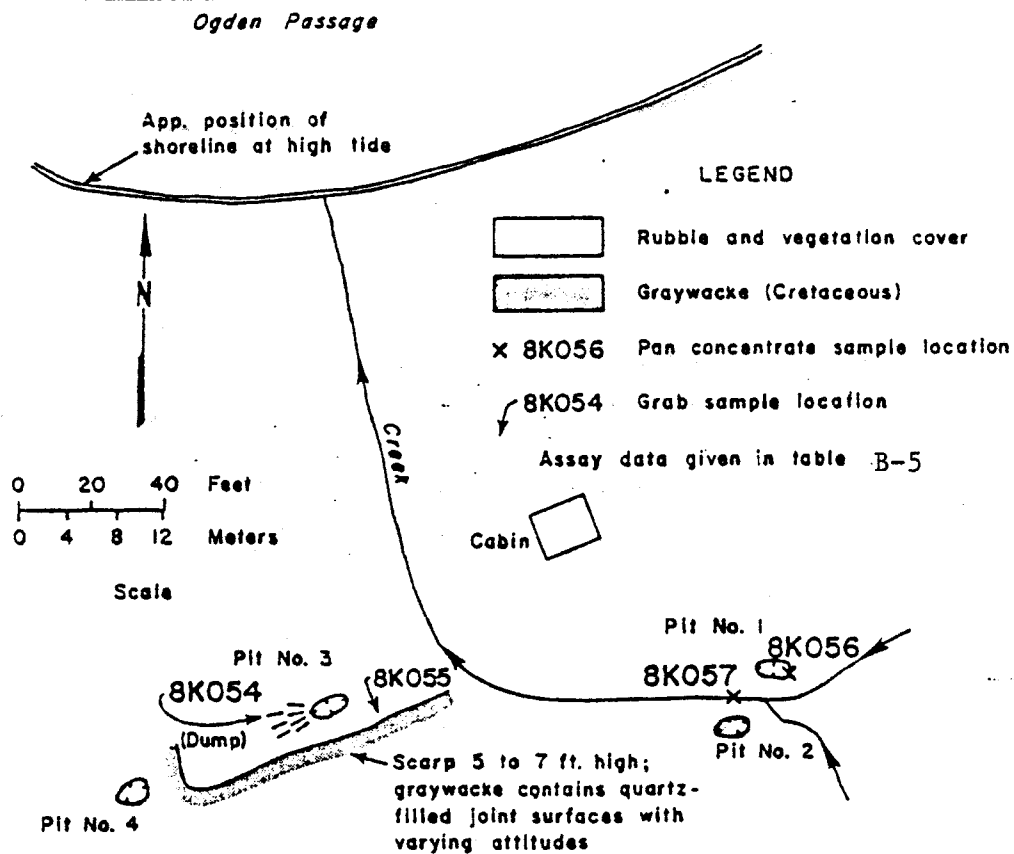 Ogden Passage
App. position of
shoreline at high tide
LEGEND
Rubble and vegetation cover
Graywacke (Cretaceous)
× 8K056 Pan concentrate sample location
8K054 Grab sample location
Assay data given in table B-5
N
Creek
0 20 40 Feet
0 4 8 12 Meters
Scale
Cabin
Pit No. 1
8K056
8K057
Pit No. 2
Pit No. 3
8K054
(Dump)
8K055
Scarp 5 to 7 ft. high;
graywacke contains quartz-
filled joint surfaces with
varying attitudes
Pit No. 4